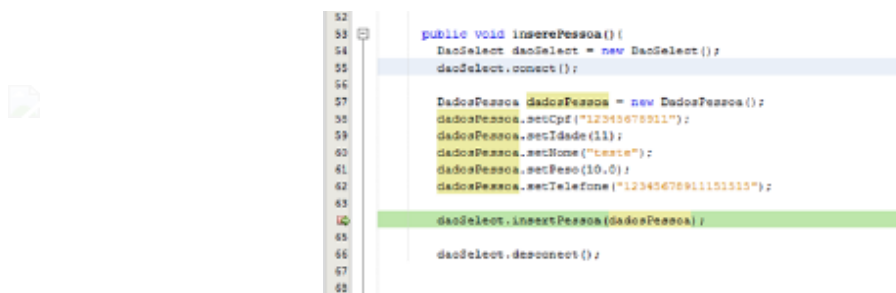 52
53 public void inserePessoa(){
54 DaoSelect daoSelect = new DaoSelect();
55 daoSelect.conect();
56
57 DadosPessoa dadosPessoa = new DadosPessoa();
58 dadosPessoa.setCpf("12345678911");
59 dadosPessoa.setIdade(11);
60 dadosPessoa.setNome("teste");
61 dadosPessoa.setPeso(10.0);
62 dadosPessoa.setTelefone("12345678911151515");
63
daoSelect.insertPessoa(dadosPessoa);
65
66 daoSelect.desconect();
67
68